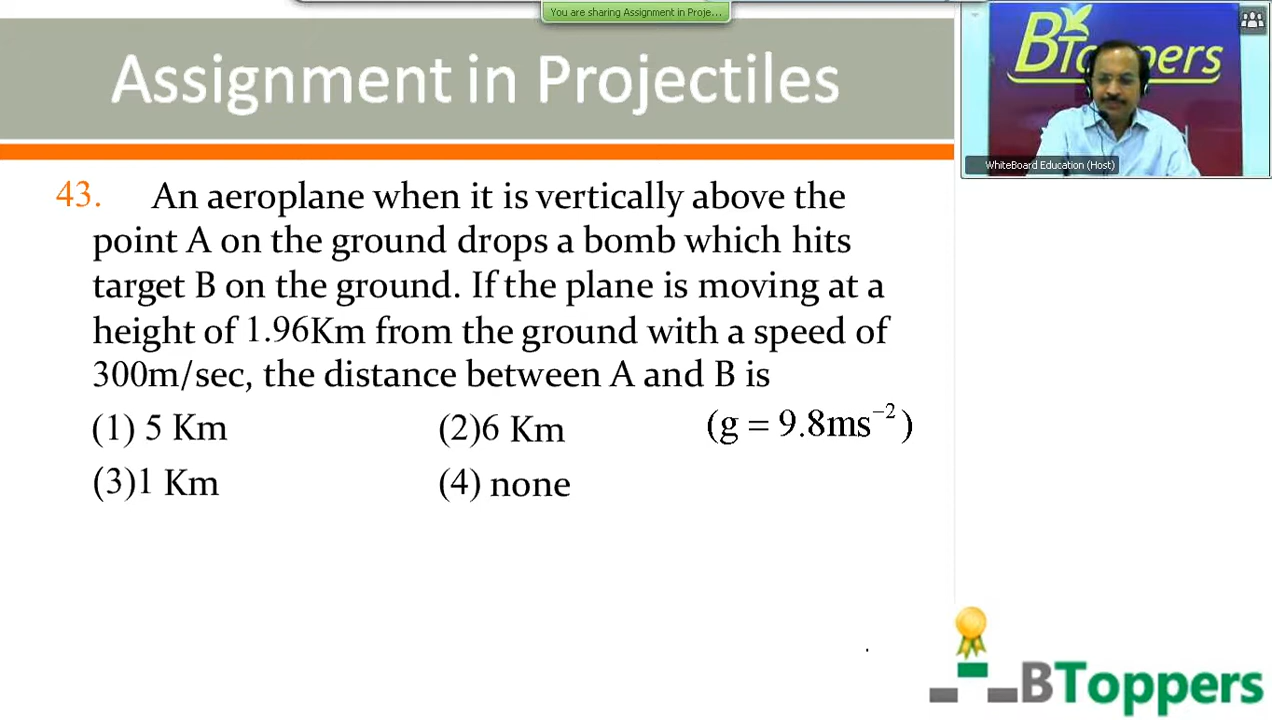 You are sharing Assignment in Proje...
Assignment in Projectiles
BToppers
WhiteBoard Education (Host)
43. An aeroplane when it is vertically above the
point A on the ground drops a bomb which hits
target B on the ground. If the plane is moving at a
height of 1.96Km from the ground with a speed of
300m/sec, the distance between A and B is
(1) 5 Km (2)6 Km (g = 9.8ms⁻²)
(3)1 Km (4) none
BToppers